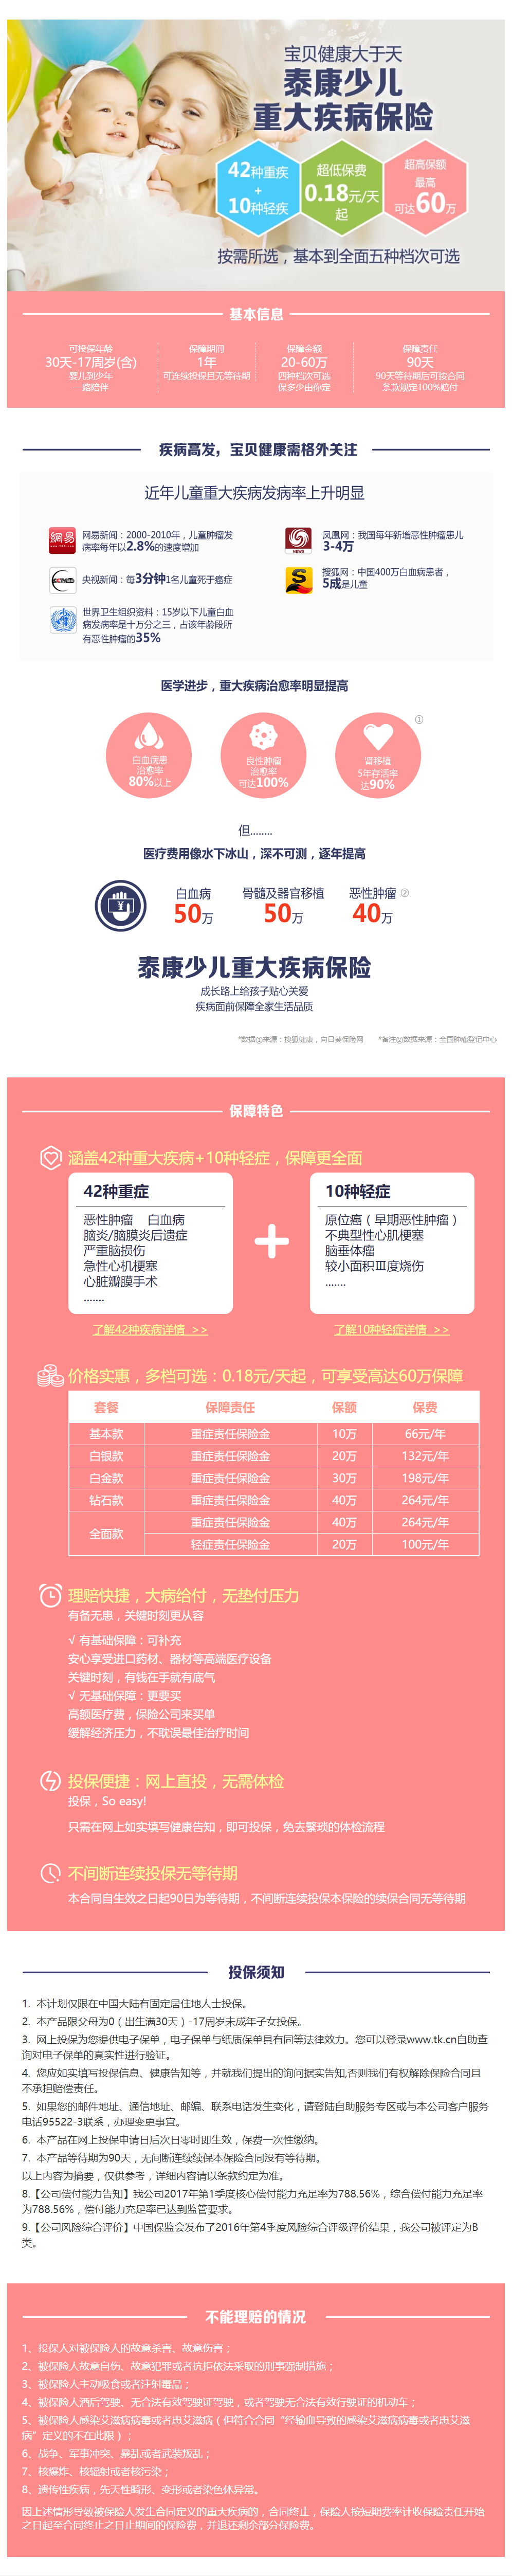 宝贝健康大于天
泰康少儿
重大疾病保险
42种重疾
+
10种轻疾
超低保费
0.18元/天
起
超高保额
最高
可达60万
按需所选，基本到全面五种档次可选
基本信息
可投保年龄
30天-17周岁(含)
婴儿到少年
一路陪伴
保障期间
1年
可连续投保且无等待期
保障金额
20-60万
四种档次可选
保多少由你定
保障责任
90天
90天等待期后可按合同
条款规定100%赔付
疾病高发，宝贝健康需格外关注
近年儿童重大疾病发病率上升明显
網易
网易新闻：2000-2010年，儿童肿瘤发
病率每年以2.8%的速度增加
NEWS
凤凰网：我国每年新增恶性肿瘤患儿
3-4万
央视新闻：每3分钟1名儿童死于癌症
搜狐网：中国400万白血病患者，
5成是儿童
世界卫生组织资料：15岁以下儿童白血
病发病率是十万分之三，占该年龄段所
有恶性肿瘤的35%
医学进步，重大疾病治愈率明显提高
白血病患
治愈率
80%以上
良性肿瘤
治愈率
可达100%
肾移植
5年存活率
达90%
①
但........
医疗费用像水下冰山，深不可测，逐年提高
白血病
50万
骨髓及器官移植
50万
恶性肿瘤 ②
40万
泰康少儿重大疾病保险
成长路上给孩子贴心关爱
疾病面前保障全家生活品质
*数据①来源：搜狐健康，向日葵保险网 *备注②数据来源：全国肿瘤登记中心
保障特色
涵盖42种重大疾病+10种轻症，保障更全面
42种重症
恶性肿瘤 白血病
脑炎/脑膜炎后遗症
严重脑损伤
急性心机梗塞
心脏瓣膜手术
.......
+
10种轻症
原位癌（早期恶性肿瘤）
不典型性心肌梗塞
脑垂体瘤
较小面积Ⅲ度烧伤
.......
了解42种疾病详情 >>
了解10种轻症详情 >>
价格实惠，多档可选：0.18元/天起，可享受高达60万保障
套餐 保障责任 保额 保费
基本款 重症责任保险金 10万 66元/年
白银款 重症责任保险金 20万 132元/年
白金款 重症责任保险金 30万 198元/年
钻石款 重症责任保险金 40万 264元/年
全面款 重症责任保险金 40万 264元/年
轻症责任保险金 20万 100元/年
理赔快捷，大病给付，无垫付压力
有备无患，关键时刻更从容
√ 有基础保障：可补充
安心享受进口药材、器材等高端医疗设备
关键时刻，有钱在手就有底气
√ 无基础保障：更要买
高额医疗费，保险公司来买单
缓解经济压力，不耽误最佳治疗时间
投保便捷：网上直投，无需体检
投保，So easy!
只需在网上如实填写健康告知，即可投保，免去繁琐的体检流程
不间断连续投保无等待期
本合同自生效之日起90日为等待期，不间断连续投保本保险的续保合同无等待期
投保须知
1. 本计划仅限在中国大陆有固定居住地人士投保。
2. 本产品限父母为0（出生满30天）-17周岁未成年子女投保。
3. 网上投保为您提供电子保单，电子保单与纸质保单具有同等法律效力。您可以登录www.tk.cn自助查
询对电子保单的真实性进行验证。
4. 您应如实填写投保信息、健康告知等，并就我们提出的询问据实告知,否则我们有权解除保险合同且
不承担赔偿责任。
5. 如果您的邮件地址、通信地址、邮编、联系电话发生变化，请登陆自助服务专区或与本公司客户服务
电话95522-3联系，办理变更事宜。
6. 本产品在网上投保申请日后次日零时即生效，保费一次性缴纳。
7. 本产品等待期为90天，无间断连续续保本保险合同没有等待期。
以上内容为摘要，仅供参考，详细内容请以条款约定为准。
8.【公司偿付能力告知】我公司2017年第1季度核心偿付能力充足率为788.56%，综合偿付能力充足率
为788.56%，偿付能力充足率已达到监管要求。
9.【公司风险综合评价】中国保监会发布了2016年第4季度风险综合评级评价结果，我公司被评定为B
类。
不能理赔的情况
1、投保人对被保险人的故意杀害、故意伤害；
2、被保险人故意自伤、故意犯罪或者抗拒依法采取的刑事强制措施；
3、被保险人主动吸食或者注射毒品；
4、被保险人酒后驾驶、无合法有效驾驶证驾驶，或者驾驶无合法有效行驶证的机动车；
5、被保险人感染艾滋病病毒或者患艾滋病（但符合合同“经输血导致的感染艾滋病病毒或者患艾滋
病”定义的不在此限）；
6、战争、军事冲突、暴乱或者武装叛乱；
7、核爆炸、核辐射或者核污染；
8、遗传性疾病，先天性畸形、变形或者染色体异常。
因上述情形导致被保险人发生合同定义的重大疾病的，合同终止，保险人按短期费率计收保险责任开始
之日起至合同终止之日止期间的保险费，并退还剩余部分保险费。